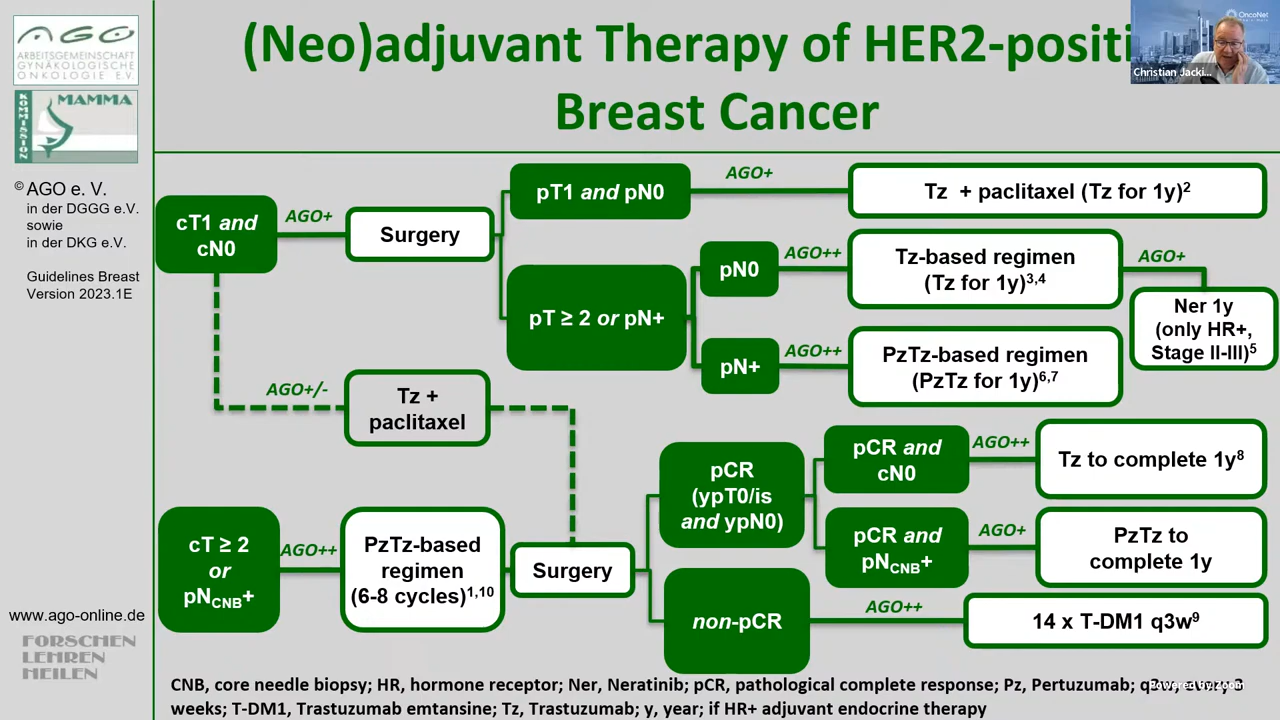 (Neo)adjuvant Therapy of HER2-positi
Breast Cancer
OncoNet
Christian Jacki...
AGO
ARBEITSGEMEINSCHAFT
GYNÄKOLOGISCHE
ONKOLOGIE E.V.
KOMMISSION
MAMMA
© AGO e. V.
in der DGGG e.V.
sowie
in der DKG e.V.
Guidelines Breast
Version 2023.1E
www.ago-online.de
FORSCHEN
LEHREN
HEILEN
cT1 and
cN0
AGO+
Surgery
pT1 and pN0
AGO+
Tz + paclitaxel (Tz for 1y)2
pT ≥ 2 or pN+
pN0
AGO++
Tz-based regimen
(Tz for 1y)3,4
AGO+
Ner 1y
(only HR+,
Stage II-III)5
pN+
AGO++
PzTz-based regimen
(PzTz for 1y)6,7
AGO+/-
Tz +
paclitaxel
cT ≥ 2
or
pNCNB+
AGO++
PzTz-based
regimen
(6-8 cycles)1,10
Surgery
pCR
(ypT0/is
and ypN0)
pCR and
cN0
AGO++
Tz to complete 1y8
pCR and
pNCNB+
AGO+
PzTz to
complete 1y
non-pCR
AGO++
14 x T-DM1 q3w9
CNB, core needle biopsy; HR, hormone receptor; Ner, Neratinib; pCR, pathological complete response; Pz, Pertuzumab;
weeks; T-DM1, Trastuzumab emtansine; Tz, Trastuzumab; y, year; if HR+ adjuvant endocrine therapy
Powered by Zoom